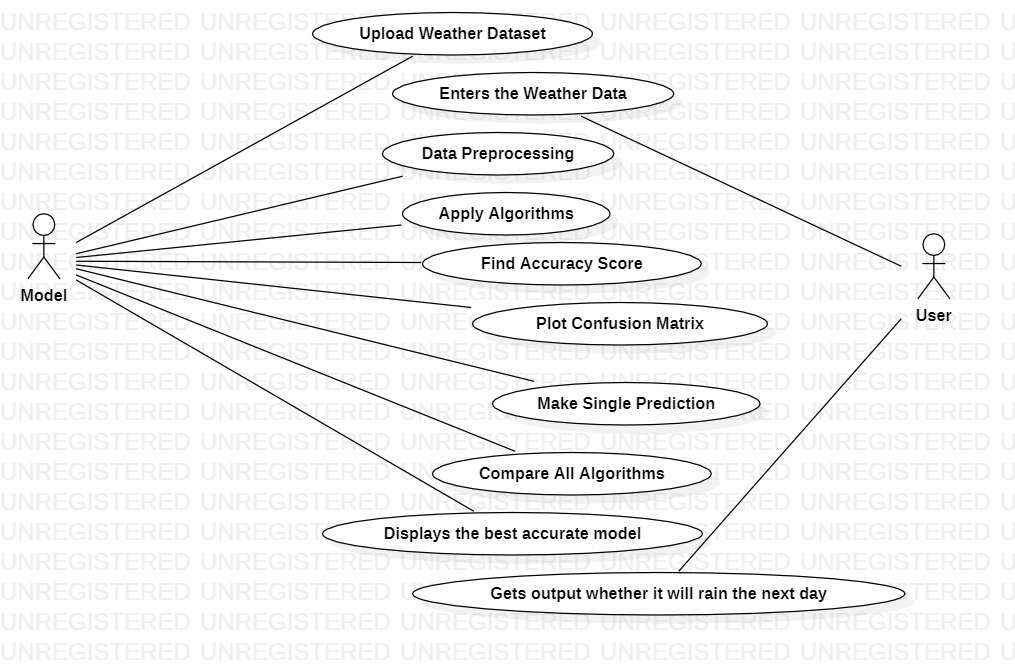 Upload Weather Dataset
Enters the Weather Data
Data Preprocessing
Apply Algorithms
Find Accuracy Score
Model
User
Plot Confusion Matrix
Make Single Prediction
Compare All Algorithms
Displays the best accurate model
Gets output whether it will rain the next day
UNREGISTERED